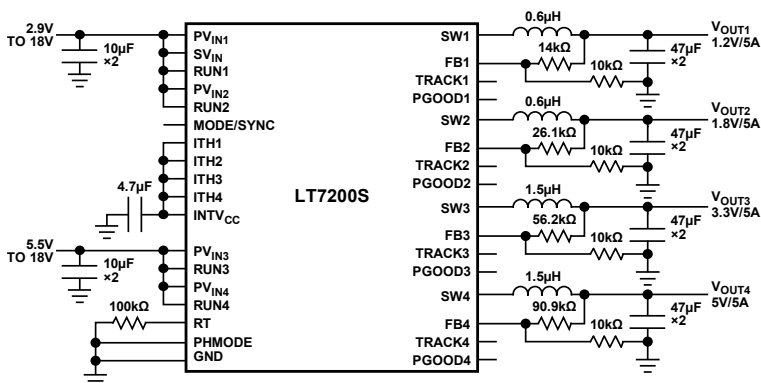 2.9V
TO 18V
10µF
×2
PVIN1
SVIN
RUN1
PVIN2
RUN2
MODE/SYNC
ITH1
ITH2
ITH3
ITH4
INTVCC
4.7µF
5.5V
TO 18V
10µF
×2
PVIN3
RUN3
PVIN4
RUN4
100kΩ
RT
PHMODE
GND
LT7200S
SW1
FB1
TRACK1
PGOOD1
0.6µH
14kΩ
10kΩ
47µF
×2
VOUT1
1.2V/5A
SW2
FB2
TRACK2
PGOOD2
0.6µH
26.1kΩ
10kΩ
47µF
×2
VOUT2
1.8V/5A
SW3
FB3
TRACK3
PGOOD3
1.5µH
56.2kΩ
10kΩ
47µF
×2
VOUT3
3.3V/5A
SW4
FB4
TRACK4
PGOOD4
1.5µH
90.9kΩ
10kΩ
47µF
×2
VOUT4
5V/5A